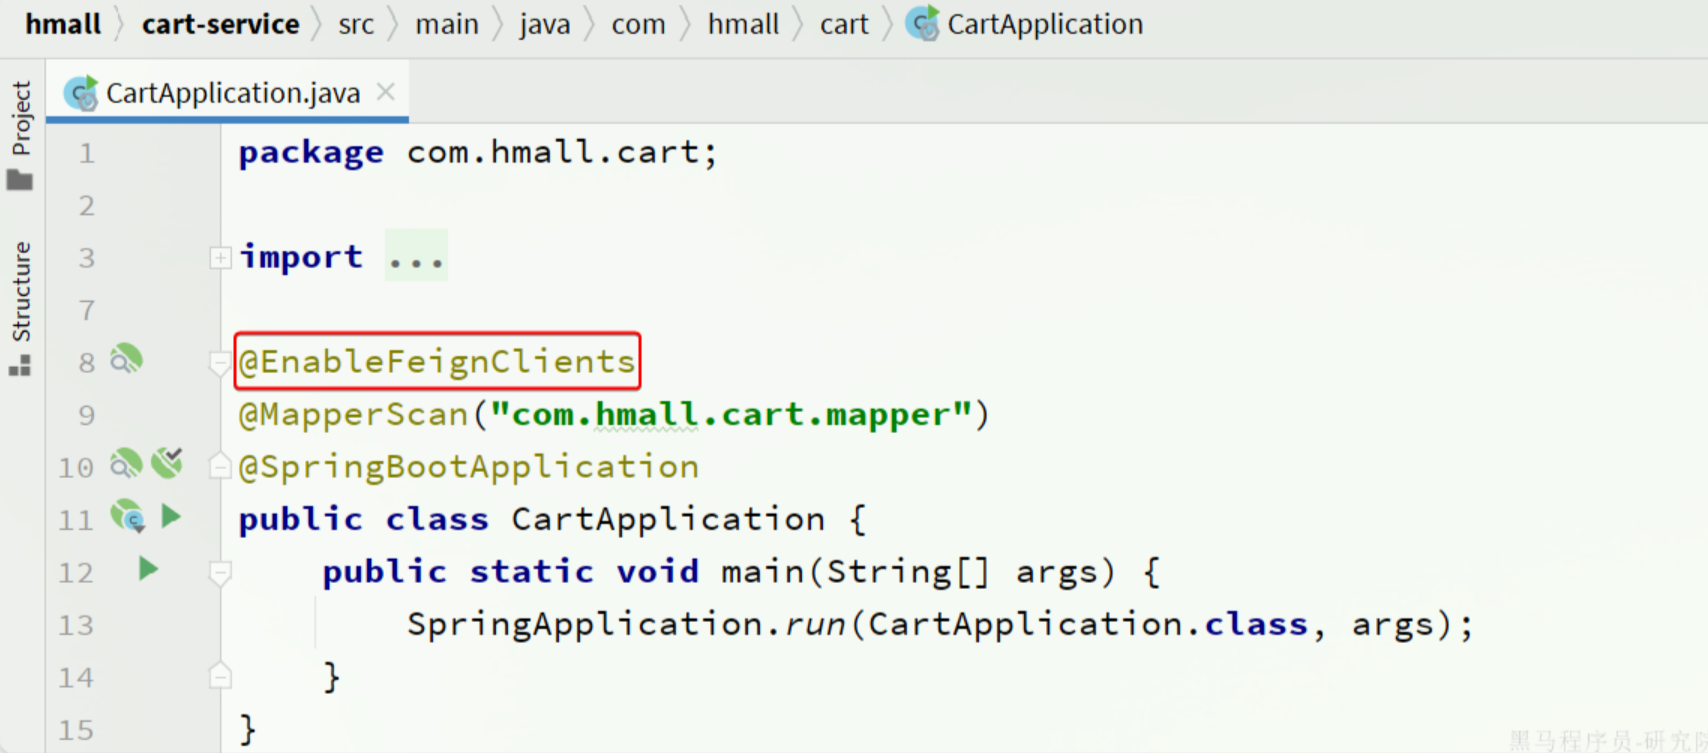 hmall cart-service src main java com hmall cart CartApplication
CartApplication.java
Project
Structure
1 package com.hmall.cart;
2
3 import ...
7
8 @EnableFeignClients
9 @MapperScan("com.hmall.cart.mapper")
10 @SpringBootApplication
11 public class CartApplication {
12 public static void main(String[] args) {
13 SpringApplication.run(CartApplication.class, args);
14 }
15 }
黑马程序员-研究院